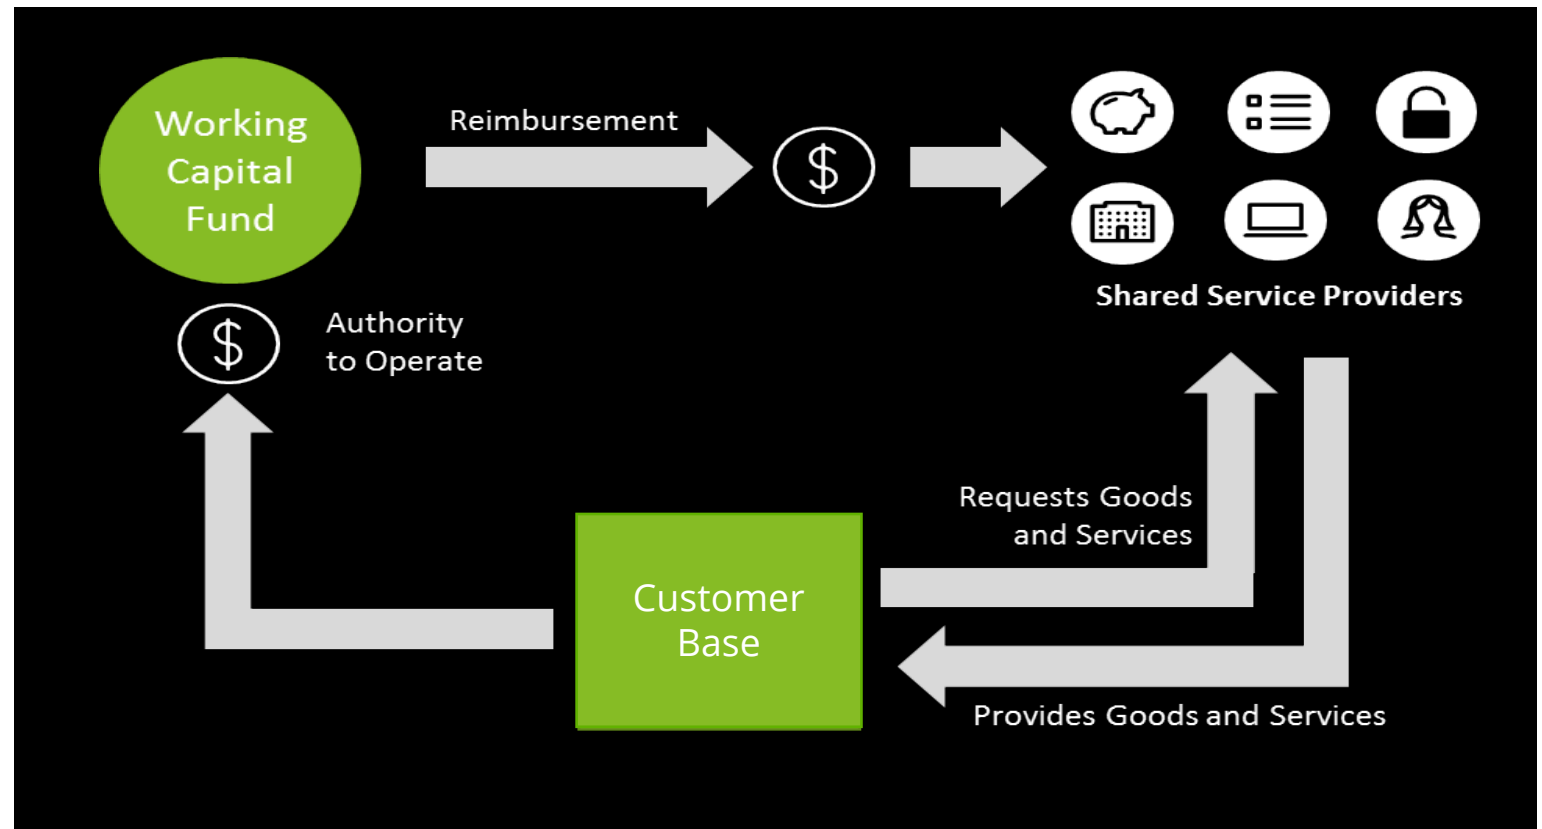 Working
Capital
Fund
Reimbursement
$
$
Authority
to Operate
Shared Service Providers
Requests Goods
and Services
Customer
Base
Provides Goods and Services